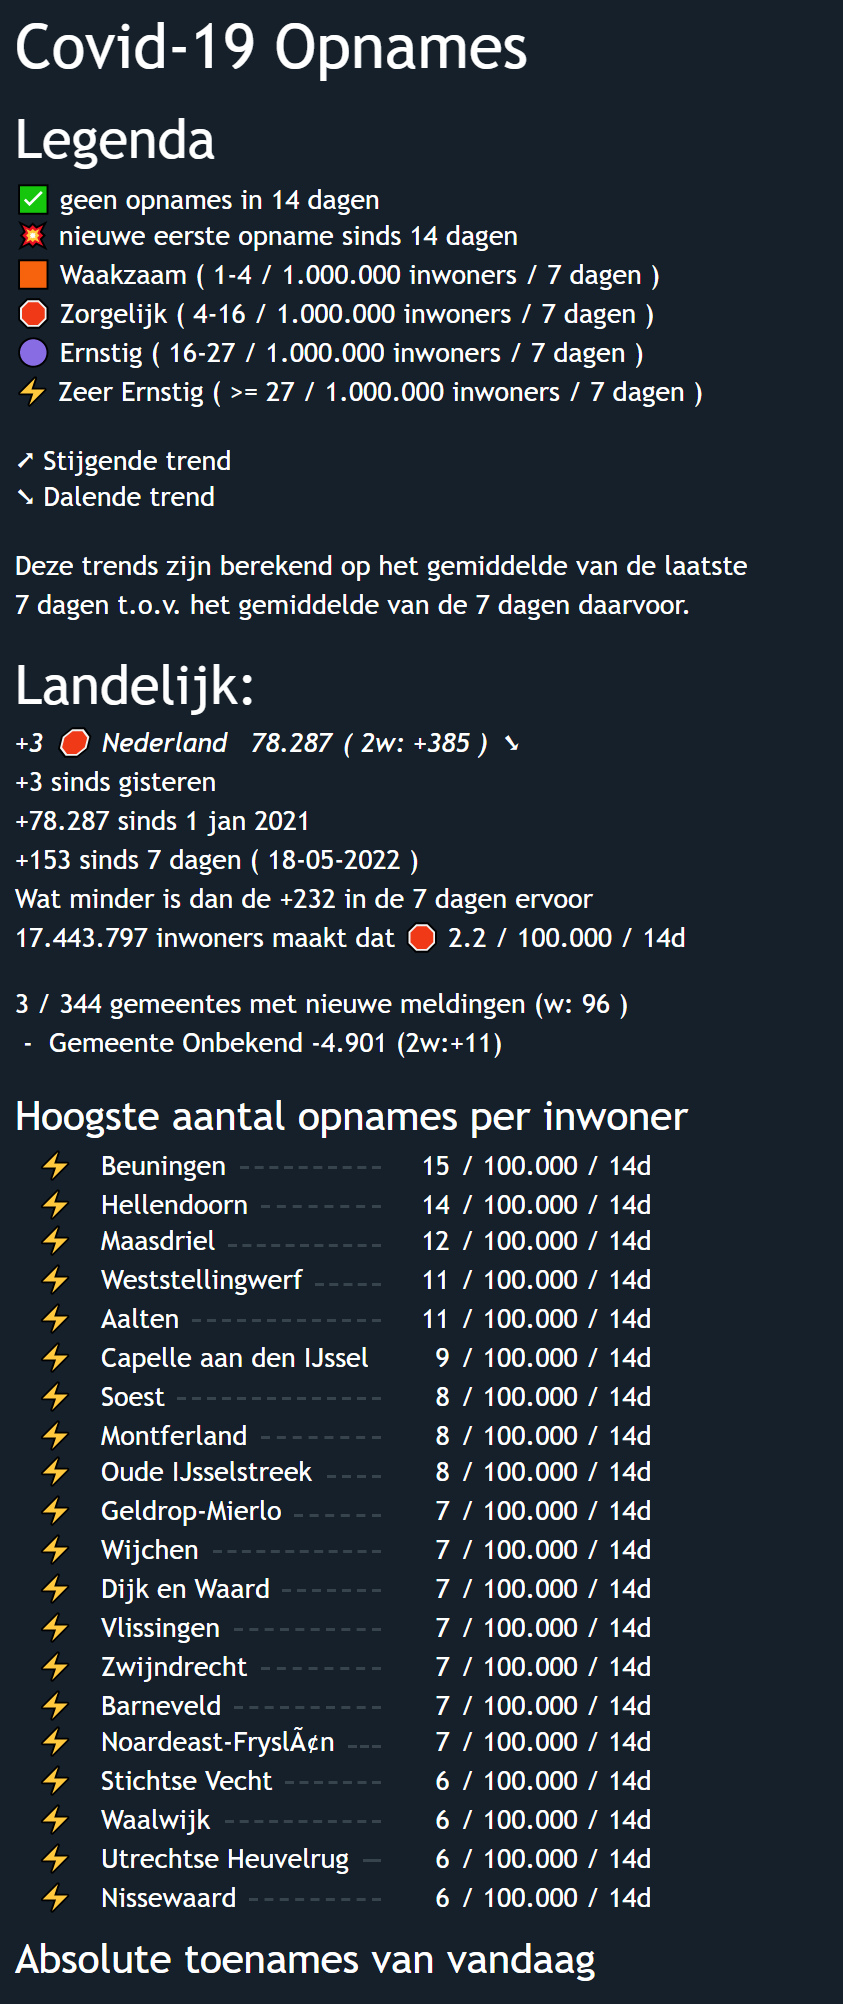 Covid-19 Opnames
Legenda
✅ geen opnames in 14 dagen
💥 nieuwe eerste opname sinds 14 dagen
🟧 Waakzaam ( 1-4 / 1.000.000 inwoners / 7 dagen )
🛑 Zorgelijk ( 4-16 / 1.000.000 inwoners / 7 dagen )
🟣 Ernstig ( 16-27 / 1.000.000 inwoners / 7 dagen )
⚡ Zeer Ernstig ( >= 27 / 1.000.000 inwoners / 7 dagen )
➚ Stijgende trend
➘ Dalende trend
Deze trends zijn berekend op het gemiddelde van de laatste
7 dagen t.o.v. het gemiddelde van de 7 dagen daarvoor.
Landelijk:
+3 🛑 Nederland 78.287 ( 2w: +385 ) ➘
+3 sinds gisteren
+78.287 sinds 1 jan 2021
+153 sinds 7 dagen ( 18-05-2022 )
Wat minder is dan de +232 in de 7 dagen ervoor
17.443.797 inwoners maakt dat 🛑 2.2 / 100.000 / 14d
3 / 344 gemeentes met nieuwe meldingen (w: 96 )
- Gemeente Onbekend -4.901 (2w:+11)
Hoogste aantal opnames per inwoner
⚡ Beuningen ---------- 15 / 100.000 / 14d
⚡ Hellendoorn -------- 14 / 100.000 / 14d
⚡ Maasdriel ----------- 12 / 100.000 / 14d
⚡ Weststellingwerf ----- 11 / 100.000 / 14d
⚡ Aalten ------------- 11 / 100.000 / 14d
⚡ Capelle aan den IJssel 9 / 100.000 / 14d
⚡ Soest -------------- 8 / 100.000 / 14d
⚡ Montferland -------- 8 / 100.000 / 14d
⚡ Oude IJsselstreek ---- 8 / 100.000 / 14d
⚡ Geldrop-Mierlo ------ 7 / 100.000 / 14d
⚡ Wijchen ------------ 7 / 100.000 / 14d
⚡ Dijk en Waard ------- 7 / 100.000 / 14d
⚡ Vlissingen ---------- 7 / 100.000 / 14d
⚡ Zwijndrecht -------- 7 / 100.000 / 14d
⚡ Barneveld ---------- 7 / 100.000 / 14d
⚡ Noardeast-FryslÃ¢n --- 7 / 100.000 / 14d
⚡ Stichtse Vecht ------- 6 / 100.000 / 14d
⚡ Waalwijk ----------- 6 / 100.000 / 14d
⚡ Utrechtse Heuvelrug - 6 / 100.000 / 14d
⚡ Nissewaard --------- 6 / 100.000 / 14d
Absolute toenames van vandaag